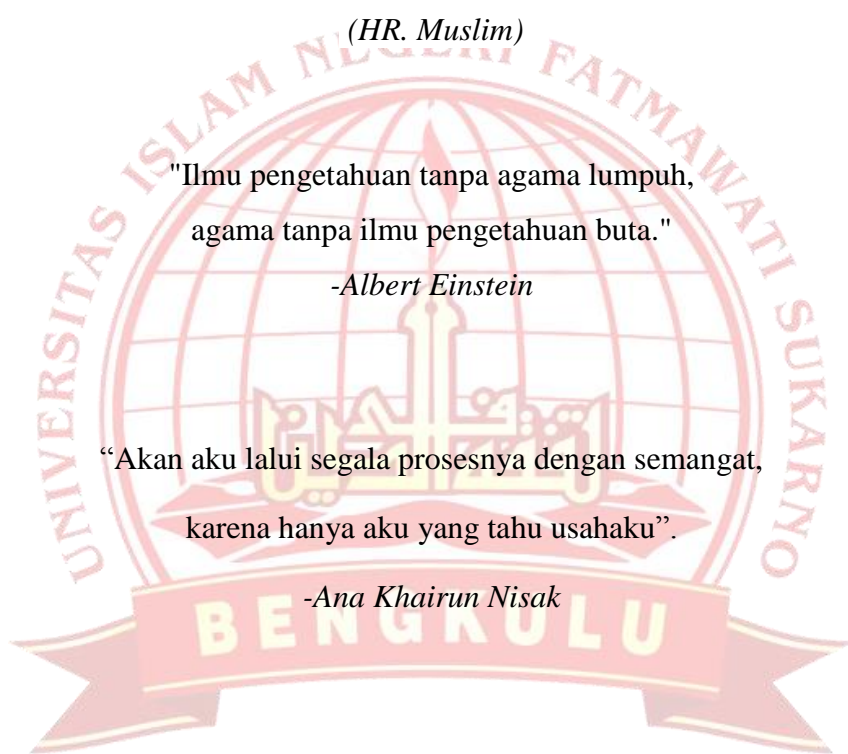 (HR. Muslim)
UNIVERSITAS ISLAM NEGERI FATMAWATI SUKARNO
"Ilmu pengetahuan tanpa agama lumpuh,
agama tanpa ilmu pengetahuan buta."
-Albert Einstein
“Akan aku lalui segala prosesnya dengan semangat,
karena hanya aku yang tahu usahaku”.
-Ana Khairun Nisak
BENGKULU